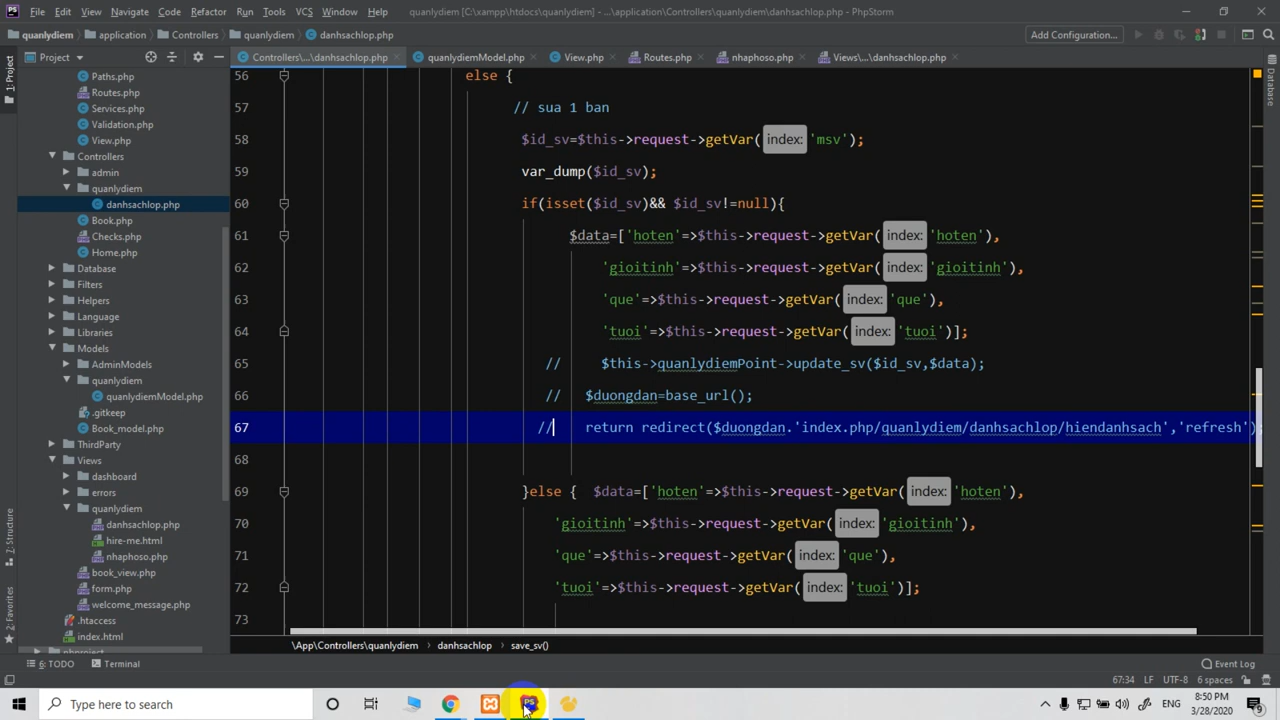 File Edit View Navigate Code Refactor Run Tools VCS Window Help quanlydiem [C:\xampp\htdocs\quanlydiem] - ...\application\Controllers\quanlydiem\danhsachlop.php - PhpStorm
quanlydiem application Controllers quanlydiem danhsachlop.php Add Configuration...
Project Controllers\...\danhsachlop.php quanlydiemModel.php View.php Routes.php nhaphoso.php Views\...\danhsachlop.php
1: Project
Database
Z: Structure
2: Favorites
Paths.php
Routes.php
Services.php
Validation.php
View.php
Controllers
admin
quanlydiem
danhsachlop.php
Book.php
Checks.php
Home.php
Database
Filters
Helpers
Language
Libraries
Models
AdminModels
quanlydiem
quanlydiemModel.php
.gitkeep
Book_model.php
ThirdParty
Views
dashboard
errors
quanlydiem
danhsachlop.php
hire-me.html
nhaphoso.php
book_view.php
form.php
welcome_message.php
.htaccess
index.html
phproject
56 else {
57 // sua 1 ban
58 $id_sv=$this->request->getVar( index: 'msv');
59 var_dump($id_sv);
60 if(isset($id_sv)&& $id_sv!=null){
61 $data=['hoten'=>$this->request->getVar( index: 'hoten'),
62 'gioitinh'=>$this->request->getVar( index: 'gioitinh'),
63 'que'=>$this->request->getVar( index: 'que'),
64 'tuoi'=>$this->request->getVar( index: 'tuoi')];
65 // $this->quanlydiemPoint->update_sv($id_sv,$data);
66 // $duongdan=base_url();
67 // return redirect($duongdan.'index.php/quanlydiem/danhsachlop/hiendanhsach','refresh');
68
69 }else { $data=['hoten'=>$this->request->getVar( index: 'hoten'),
70 'gioitinh'=>$this->request->getVar( index: 'gioitinh'),
71 'que'=>$this->request->getVar( index: 'que'),
72 'tuoi'=>$this->request->getVar( index: 'tuoi')];
73
\App\Controllers\quanlydiem danhsachlop save_sv()
6: TODO Terminal Event Log
67:34 LF UTF-8 6 spaces
Type here to search ENG 8:50 PM
3/28/2020